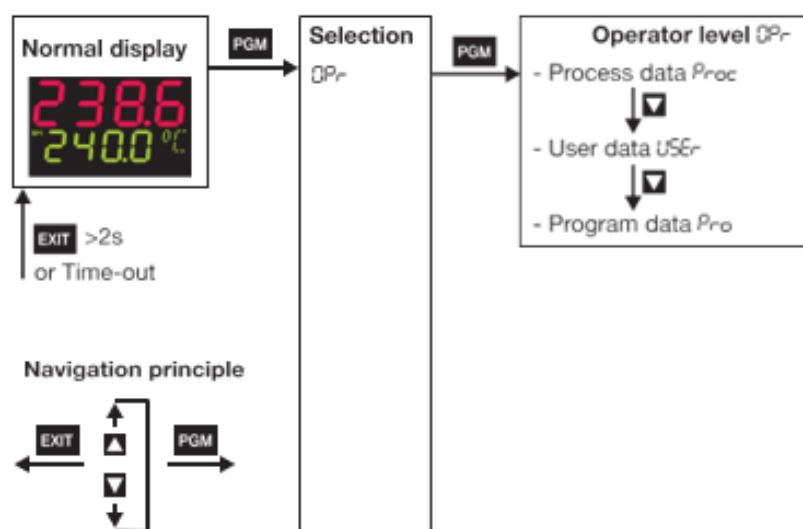 Normal display
238.6
240.0 °C
PGM
Selection
OPr
PGM
Operator level OPr
- Process data Proc
- User data USEr
- Program data Pro
EXIT >2s
or Time-out
Navigation principle
EXIT
PGM